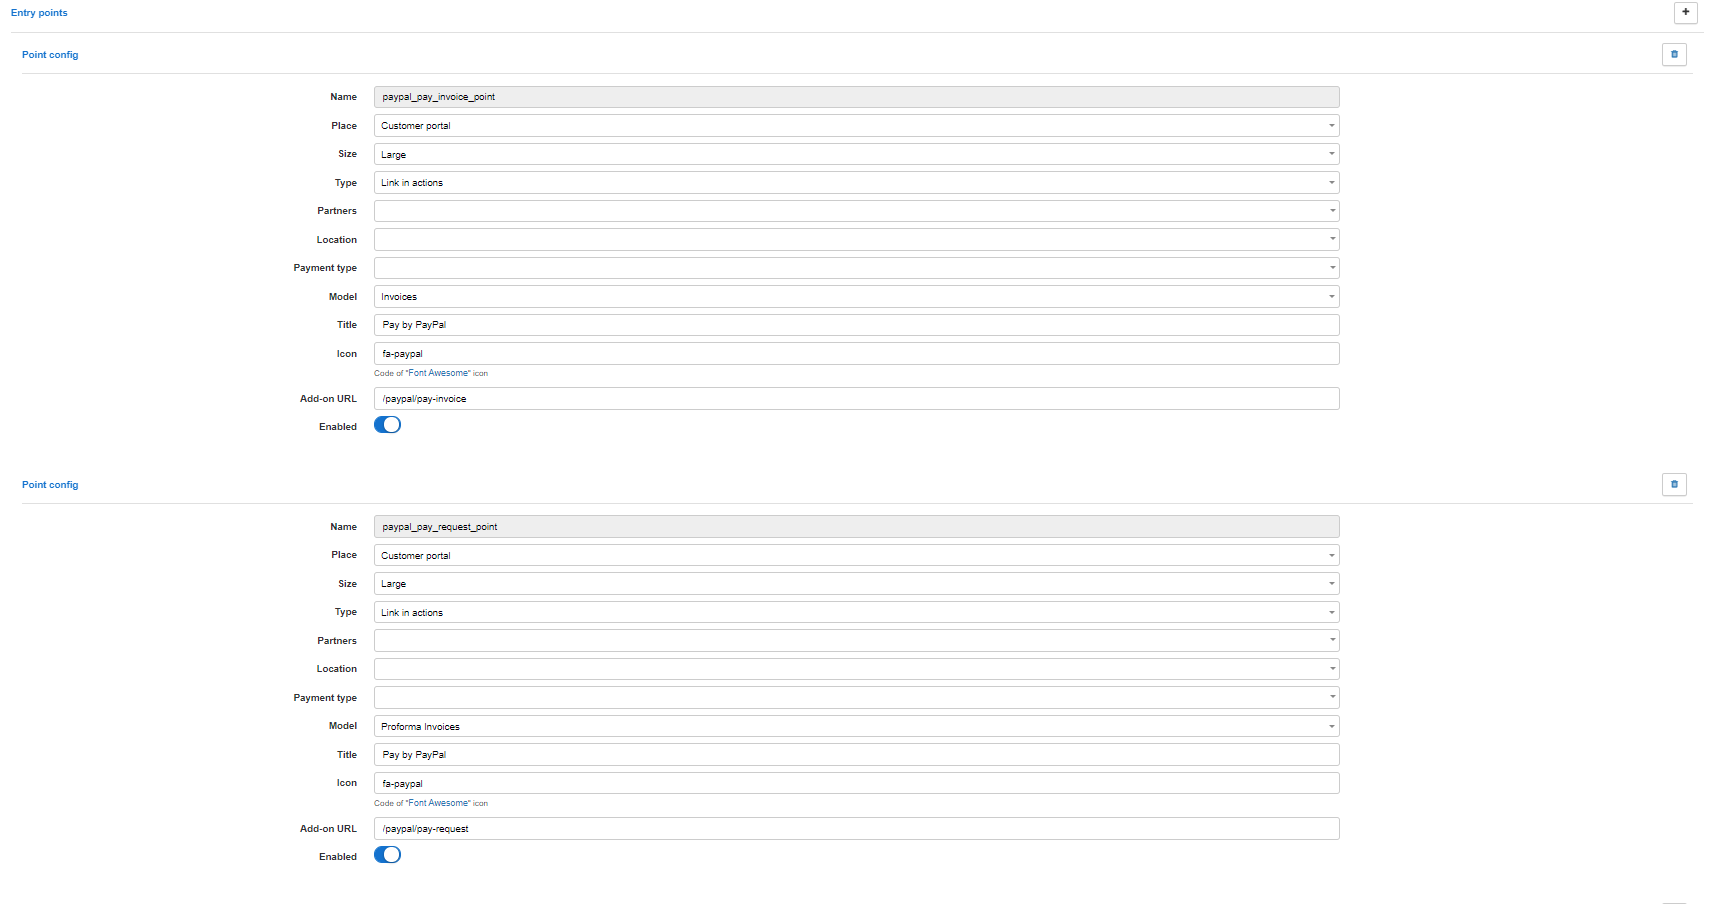 Entry points
+
Point config
Name paypal_pay_invoice_point
Place Customer portal
Size Large
Type Link in actions
Partners
Location
Payment type
Model Invoices
Title Pay by PayPal
Icon fa-paypal
Code of "Font Awesome" icon
Add-on URL /paypal/pay-invoice
Enabled
Point config
Name paypal_pay_request_point
Place Customer portal
Size Large
Type Link in actions
Partners
Location
Payment type
Model Proforma Invoices
Title Pay by PayPal
Icon fa-paypal
Code of "Font Awesome" icon
Add-on URL /paypal/pay-request
Enabled